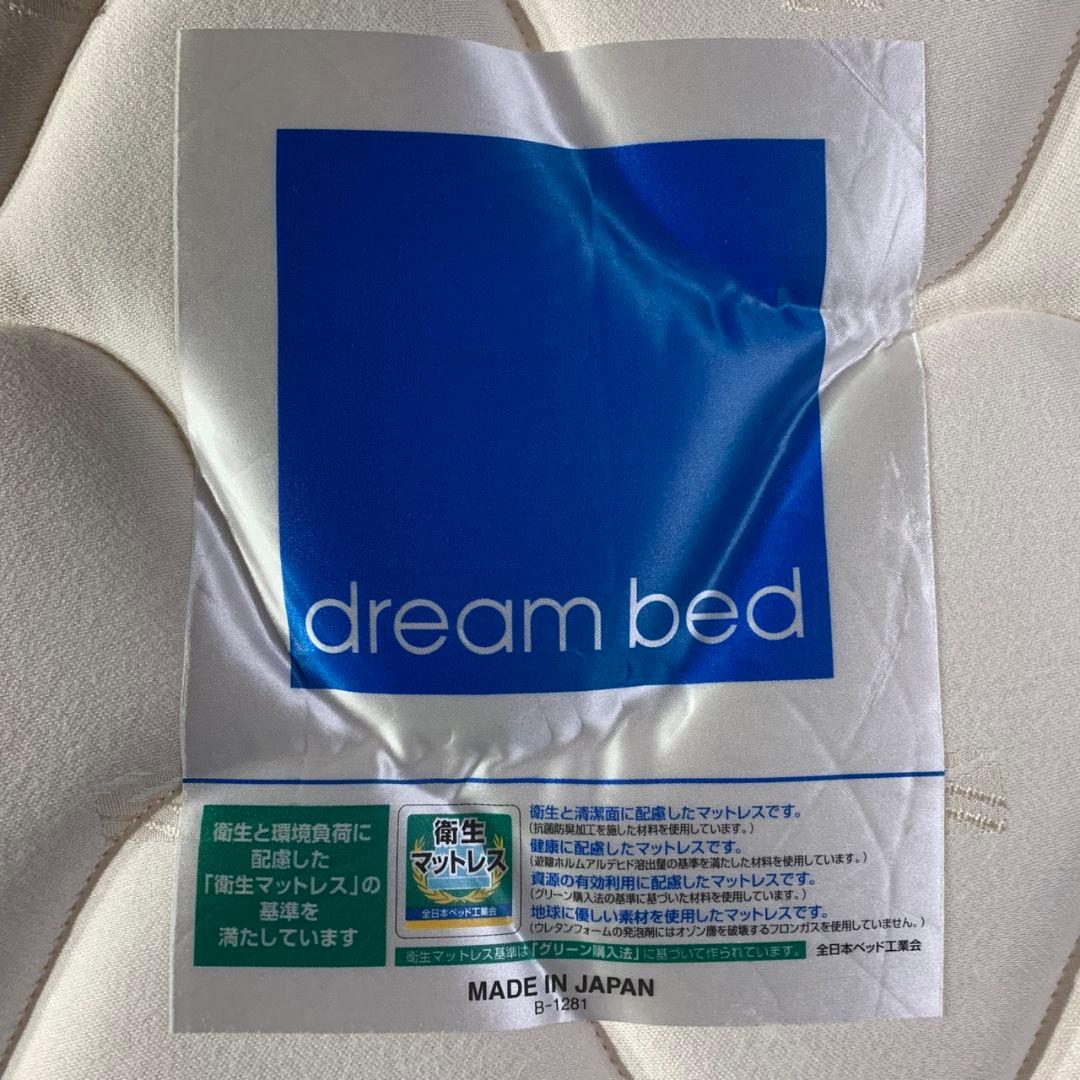 dream bed
衛生と環境負荷に
配慮した
「衛生マットレス」の
基準を
満たしています
衛生
マットレス
全日本ベッド工業会
衛生と清潔面に配慮したマットレスです。
(抗菌防臭加工を施した材料を使用しています。)
健康に配慮したマットレスです。
(遊離ホルムアルデヒド溶出量の基準を満たした材料を使用しています。)
資源の有効利用に配慮したマットレスです。
(グリーン購入法の基準に基づいた材料を使用しています。)
地球に優しい素材を使用したマットレスです。
(ウレタンフォームの発泡剤にはオゾン層を破壊するフロンガスを使用していません。)
衛生マットレス基準は「グリーン購入法」に基づいて作られています。 全日本ベッド工業会
MADE IN JAPAN
B-1281